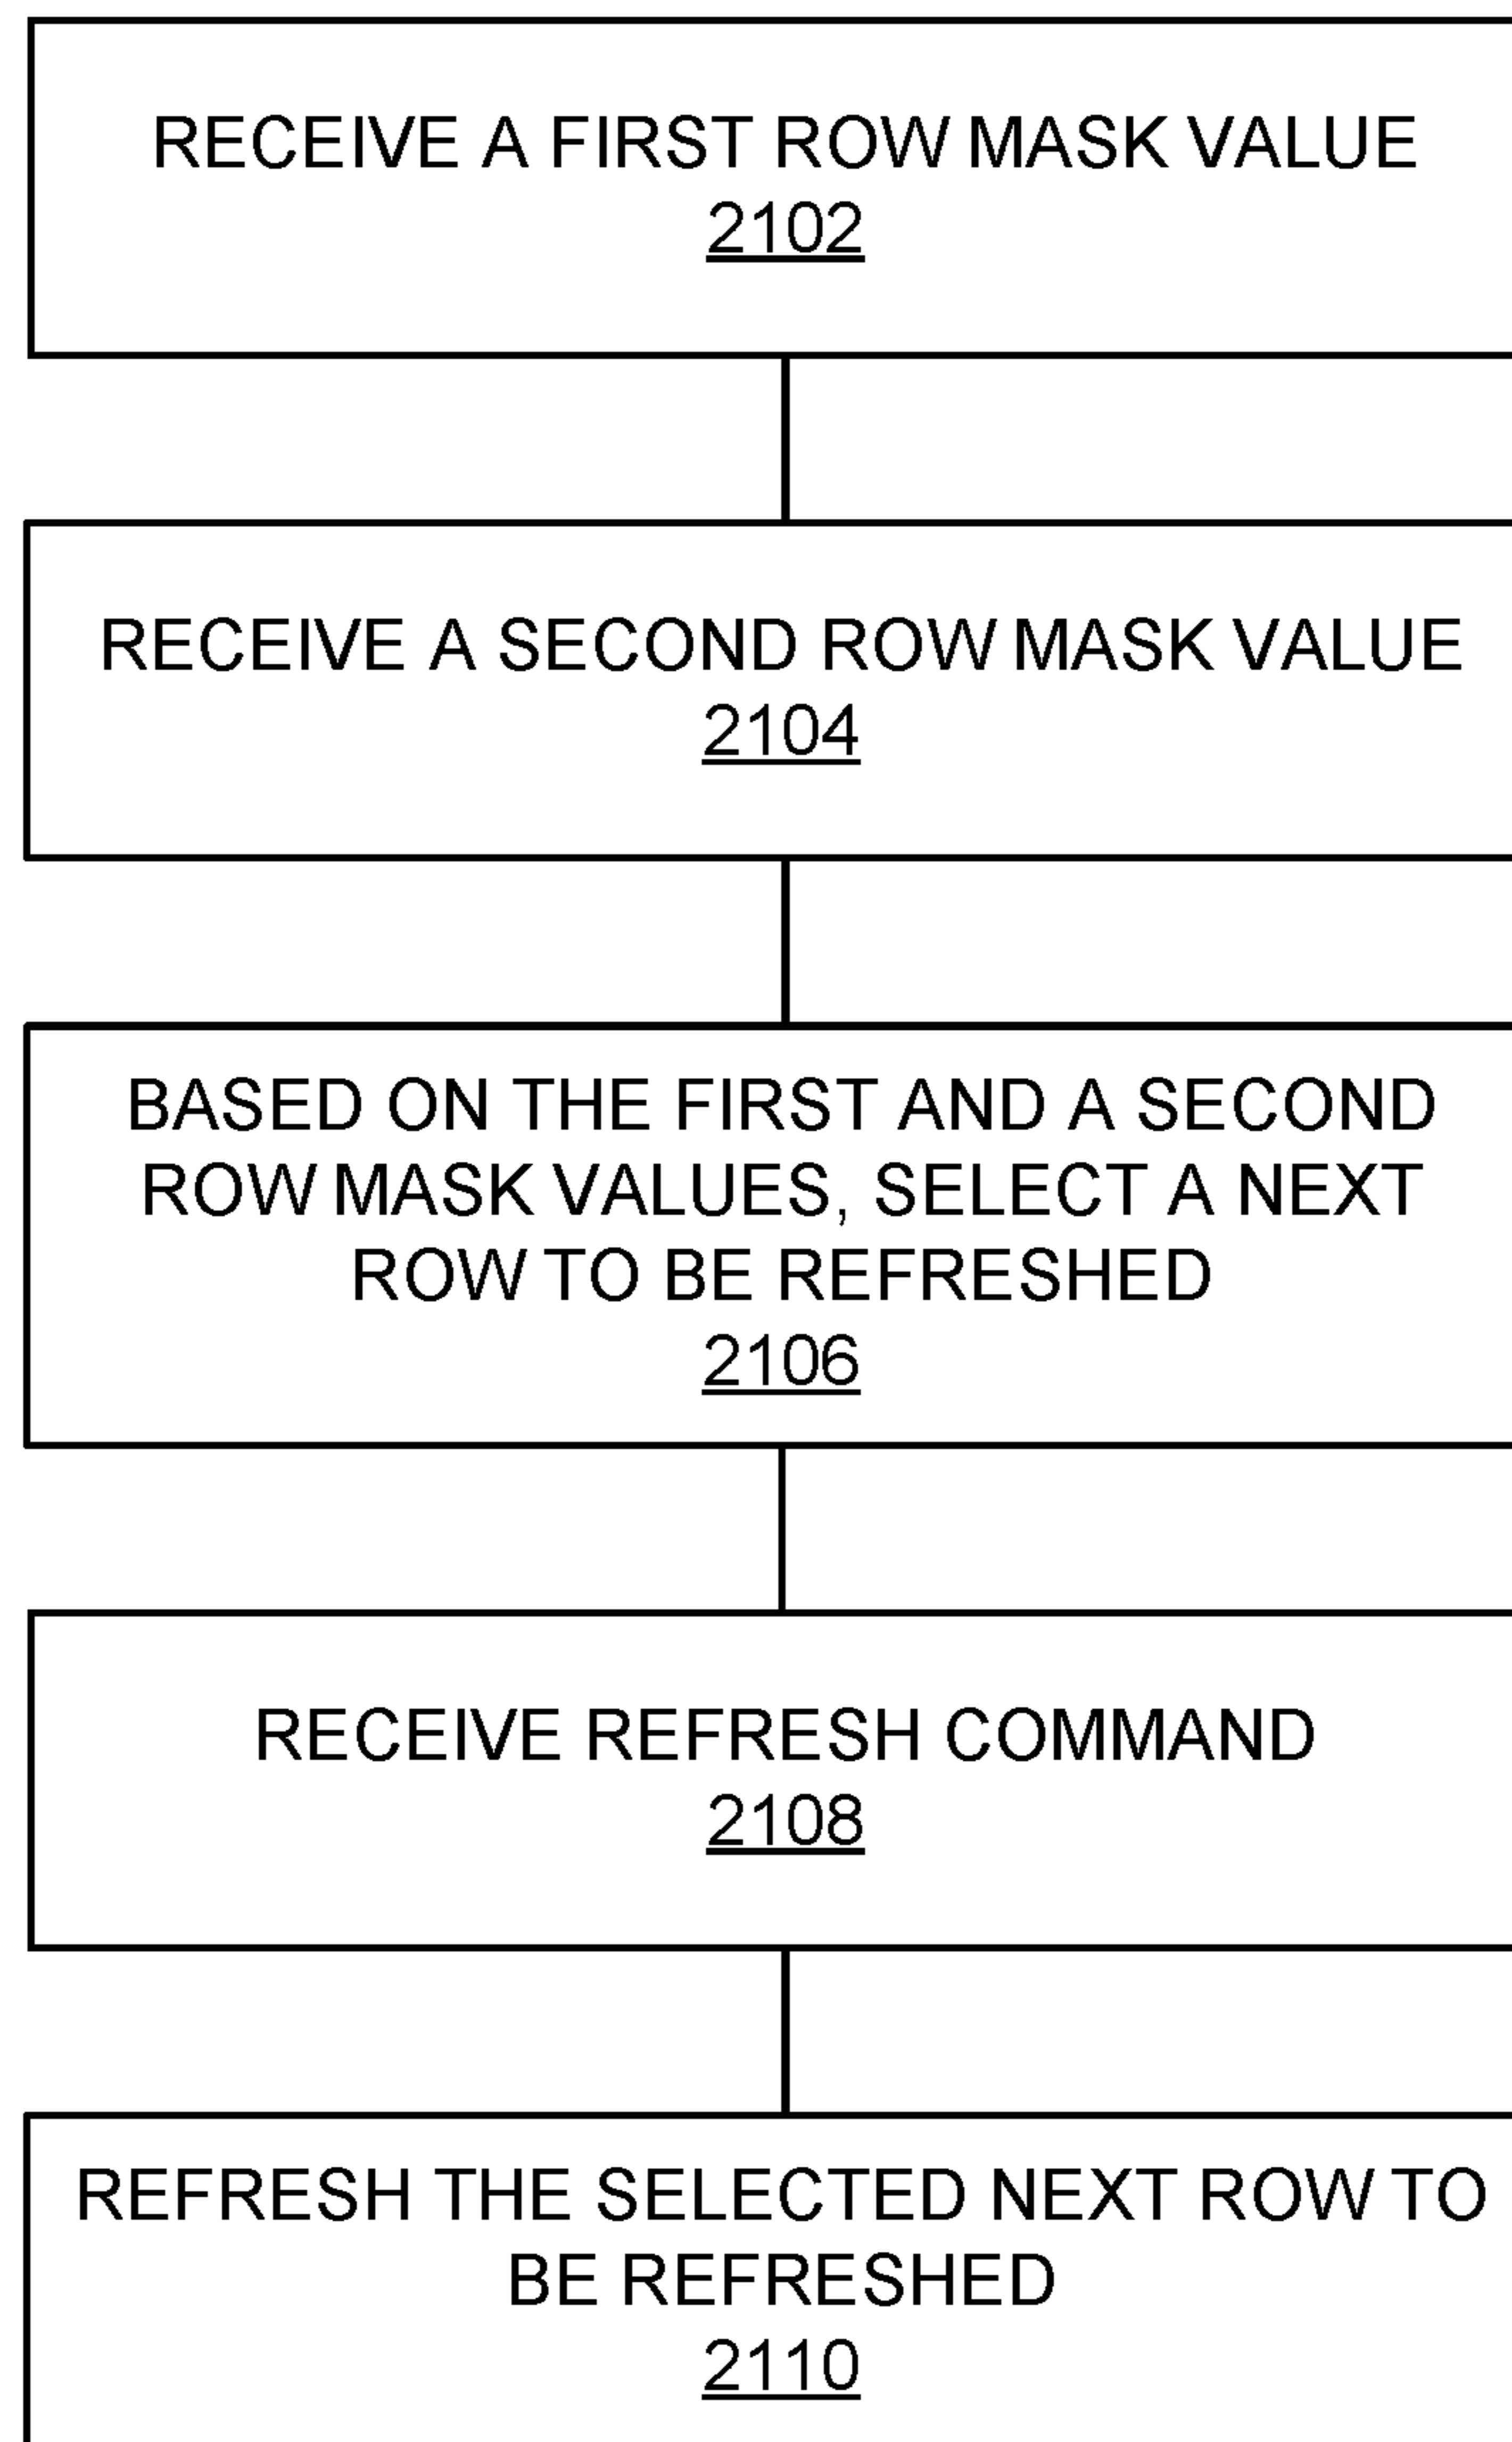 RECEIVE A FIRST ROW MASK VALUE
2102
RECEIVE A SECOND ROW MASK VALUE
2104
BASED ON THE FIRST AND A SECOND
ROW MASK VALUES, SELECT A NEXT
ROW TO BE REFRESHED
2106
RECEIVE REFRESH COMMAND
2108
REFRESH THE SELECTED NEXT ROW TO
BE REFRESHED
2110